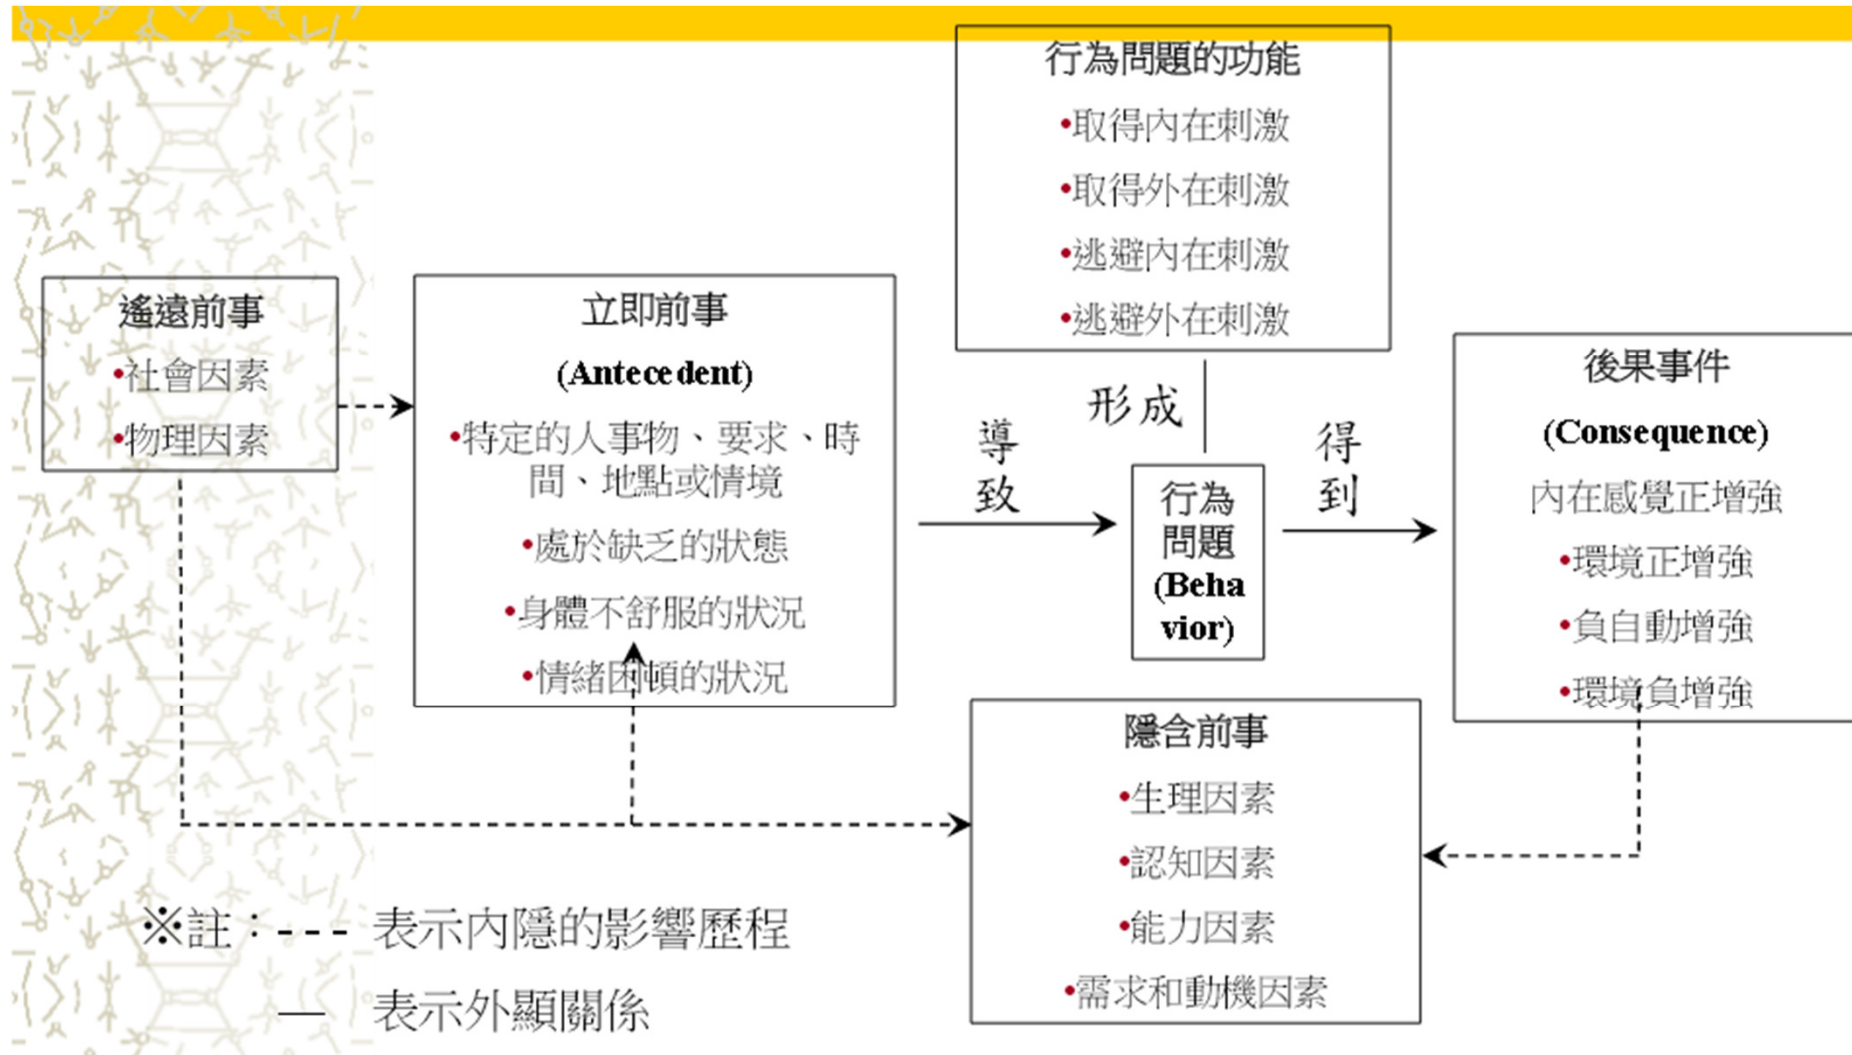 行為問題的功能
•取得內在刺激
•取得外在刺激
•逃避內在刺激
•逃避外在刺激
遙遠前事
•社會因素
•物理因素
立即前事
(Antecedent)
•特定的人事物、要求、時
間、地點或情境
•處於缺乏的狀態
•身體不舒服的狀況
•情緒困頓的狀況
導
致
形成
行為
問題
(Beha
vior)
得
到
後果事件
(Consequence)
內在感覺正增強
•環境正增強
•負自動增強
•環境負增強
隱含前事
•生理因素
•認知因素
•能力因素
•需求和動機因素
※註：--- 表示內隱的影響歷程
— 表示外顯關係